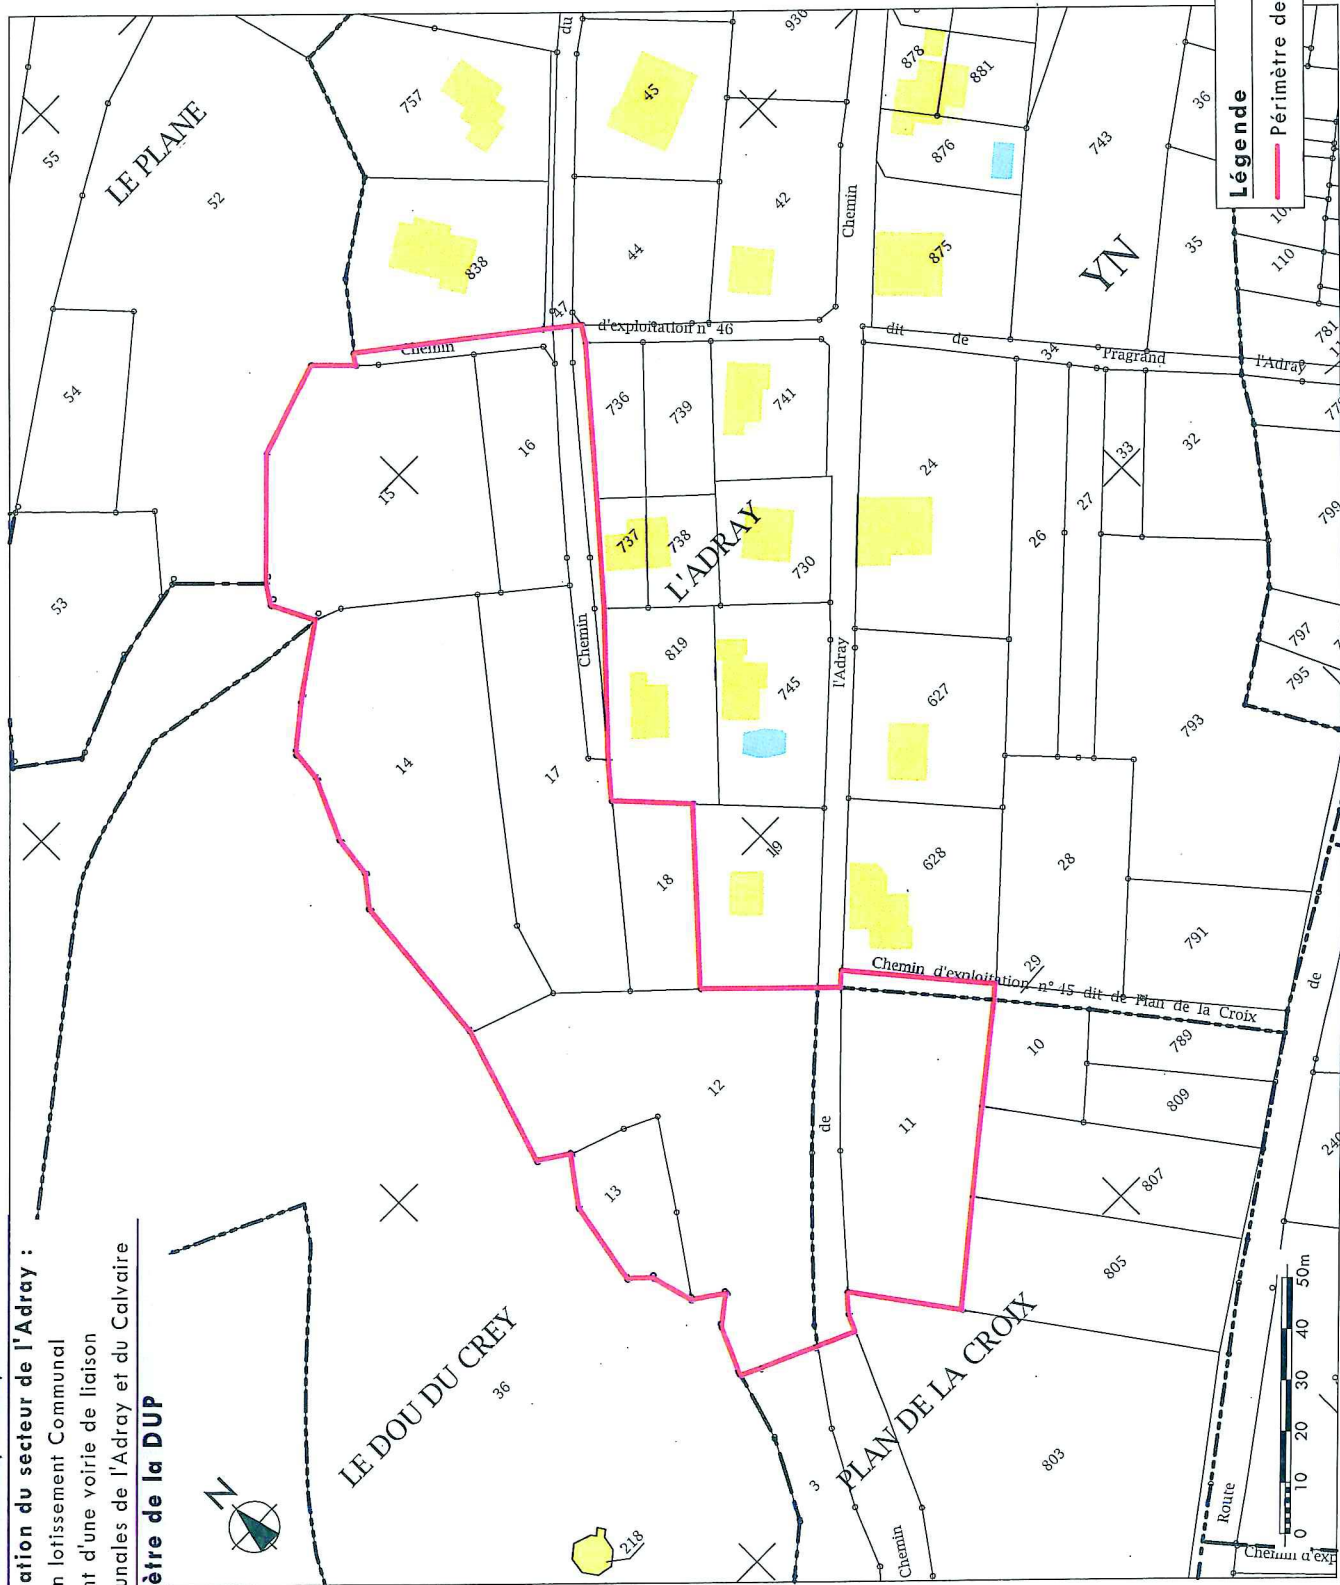 ation du secteur de l'Adray :
n lotissement Communal
nt d'une voirie de liaison
unales de l'Adray et du Calvaire
ètre de la DUP
N
Légende
Périmètre de
LE PLANE
55
52
54
53
757
838
du
45
44
42
930
878
881
876
875
743
36
35
110
781
YN
Chemin
47
d'exploitation n° 46
Chemin
dit
de
34
Pragrand
l'Adray
15
16
736
739
741
737
738
730
L'ADRAY
24
26
27
33
32
799
797
795
793
14
17
Chemin
819
745
l'Adray
627
18
19
628
28
29
791
de
Chemin d'exploitation n° 45 dit de Plan de la Croix
12
13
de
11
10
789
809
807
805
240
LE DOU DU CREY
36
218
3
PLAN DE LA CROIX
803
Chemin
Route
Chemin d'exp
0 10 20 30 40 50m